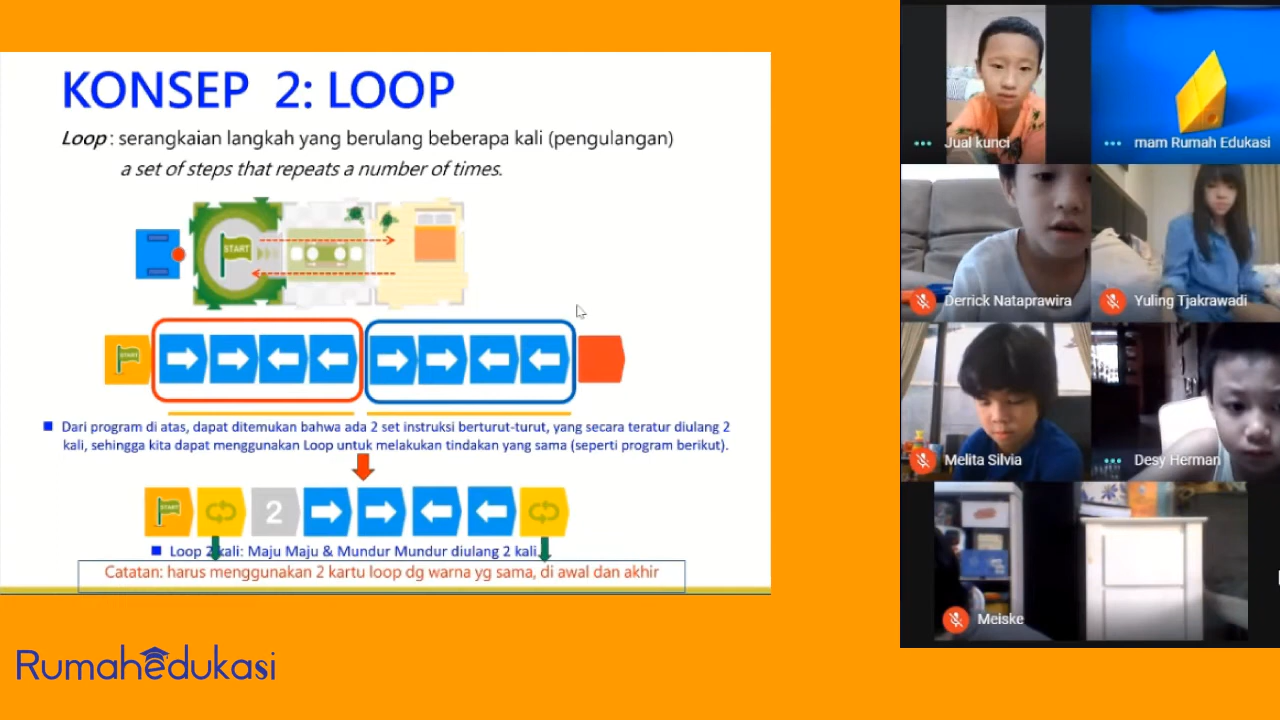 KONSEP 2: LOOP
Loop : serangkaian langkah yang berulang beberapa kali (pengulangan)
a set of steps that repeats a number of times.
START
START
■ Dari program di atas, dapat ditemukan bahwa ada 2 set instruksi berturut-turut, yang secara teratur diulang 2
kali, sehingga kita dapat menggunakan Loop untuk melakukan tindakan yang sama (seperti program berikut).
START
2
■ Loop 2 kali: Maju Maju & Mundur Mundur diulang 2 kali.
Catatan: harus menggunakan 2 kartu loop dg warna yg sama, di awal dan akhir
RumahEdukasi
Jual kunci
mam Rumah Edukasi
Derrick Nataprawira
Yuling Tjakrawadi
Melita Silvia
Desy Herman
Meiske